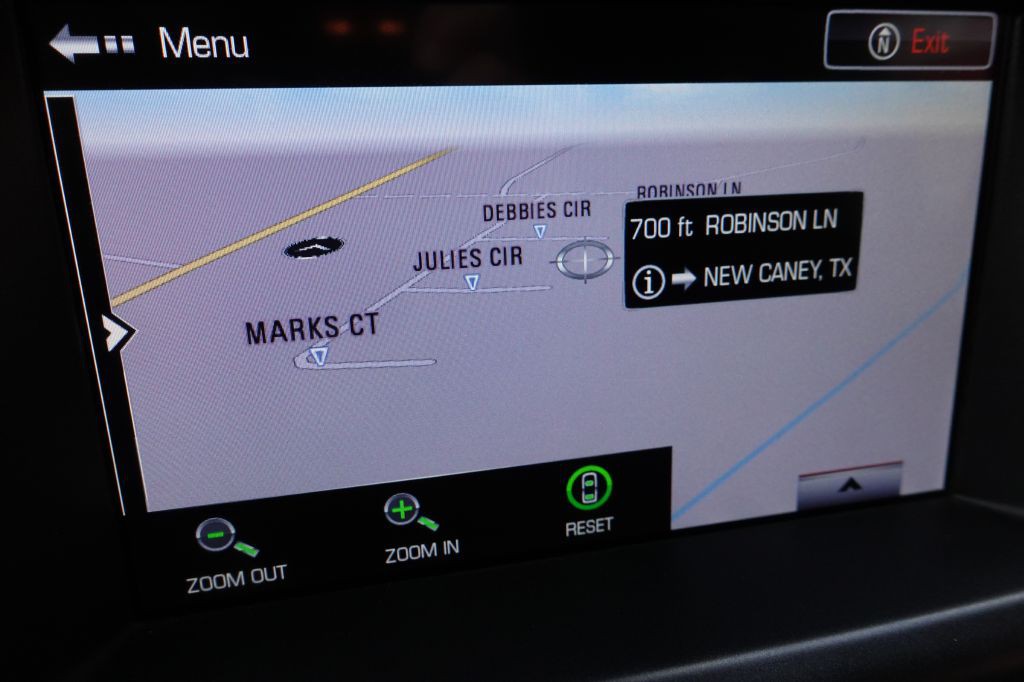 Menu
N Exit
ROBINSON LN
DEBBIES CIR
700 ft ROBINSON LN
JULIES CIR
i NEW CANEY, TX
MARKS CT
ZOOM OUT
ZOOM IN
RESET